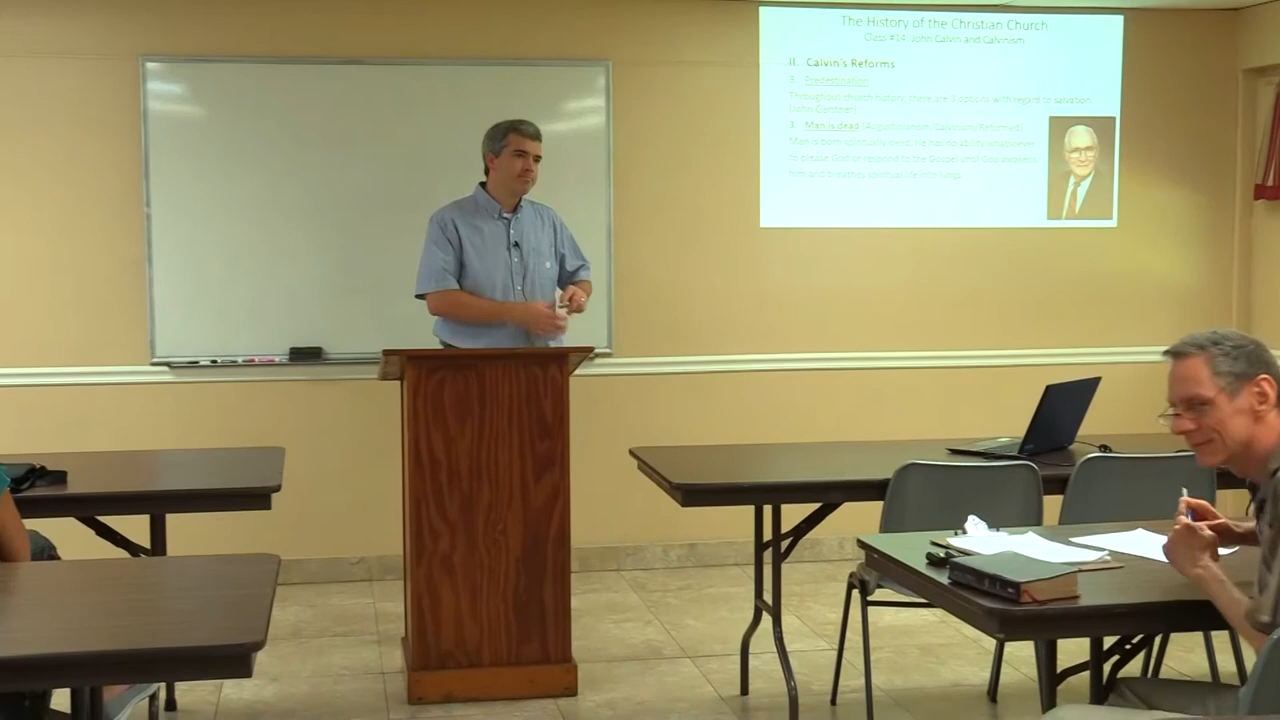 The History of the Christian Church
Class #14: John Calvin and Calvinism
II. Calvin's Reforms
B. Predestination
Throughout church history, there are 3 options with regard to salvation
(John Gerstner)
3. Man is dead (Augustinianism/Calvinism/Reformed)
Man is born spiritually dead. He has no ability whatsoever
to please God or respond to the Gospel until God awakens
him and breathes spiritual life into lungs.